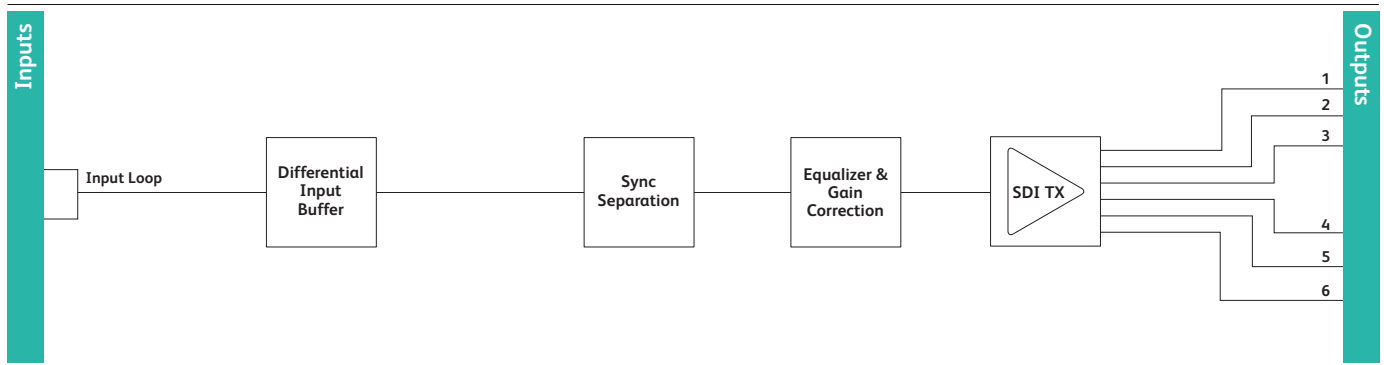 Inputs
Input Loop
Differential
Input
Buffer
Sync
Separation
Equalizer &
Gain
Correction
SDI TX
1
2
3
4
5
6
Outputs